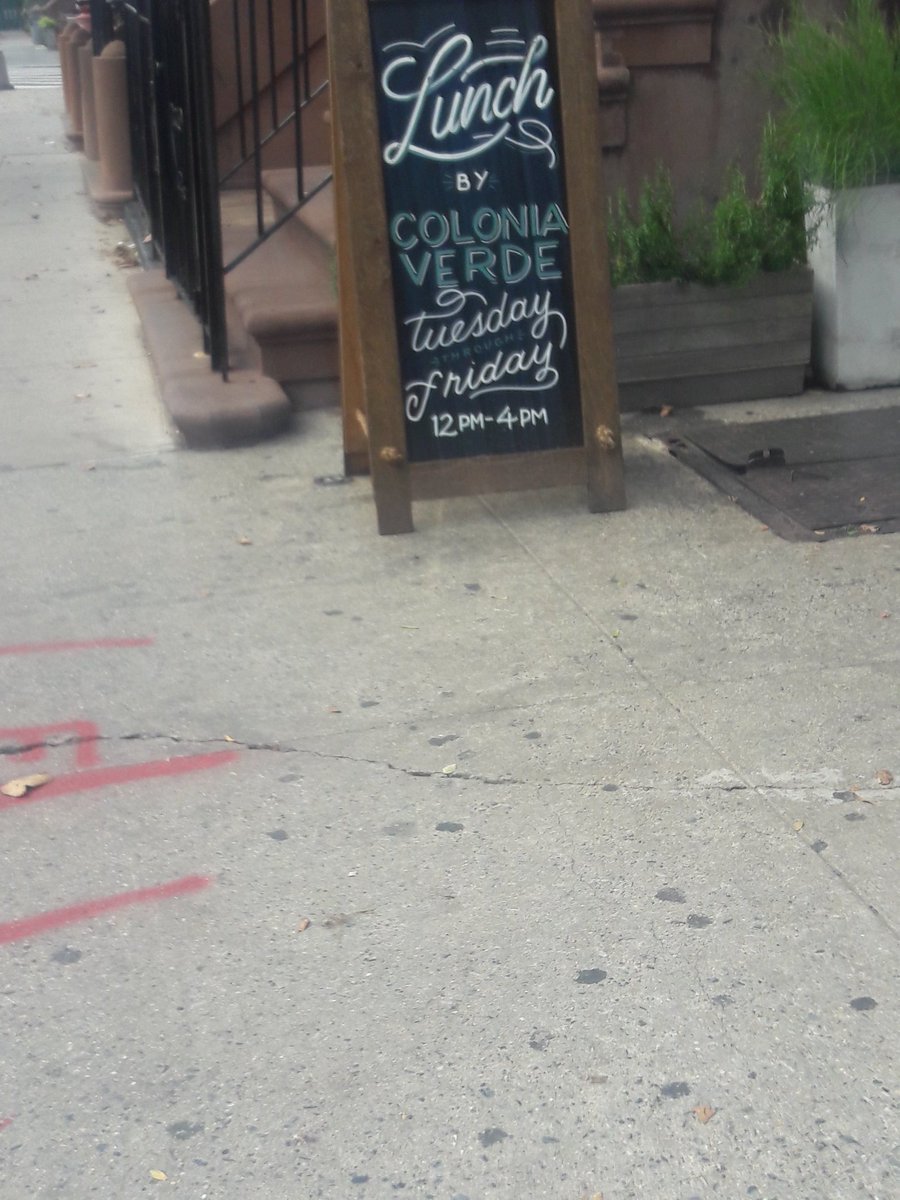 Lunch
BY
COLONIA
VERDE
Tuesday
THROUGH
Friday
12PM-4PM